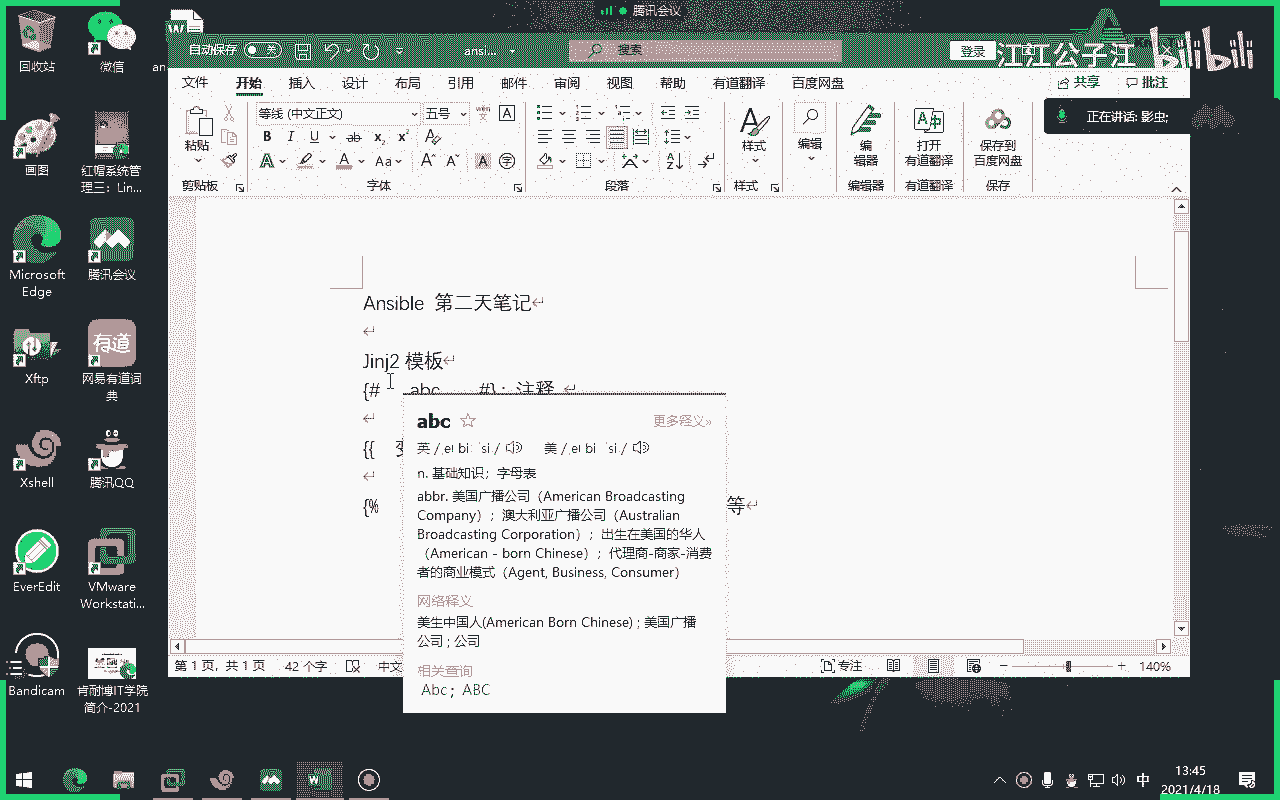 腾讯会议
江江公子江 bilibili
自动保存 关
ansi...
搜索
登录
文件 开始 插入 设计 布局 引用 邮件 审阅 视图 帮助 有道翻译 百度网盘
共享 批注
正在讲话: 影虫;
等线 (中文正文) 五号
粘贴
B I U ab x₂ x²
A A Aa A A A 字
样式
编辑
编辑器
打开有道翻译
保存到百度网盘
剪贴板 字体 段落 样式 编辑器 有道翻译 保存
回收站
微信
画图
红帽系统管理三：Lin...
Microsoft Edge
腾讯会议
Xftp
有道
网易有道词典
Xshell
腾讯QQ
EverEdit
VMware Workstati...
Bandicam
肯耐博IT学院简介-2021
Ansible 第二天笔记
Jinj2 模板
{# abc #} : 注释
{{
{% 等
abc
更多释义»
英 /ˌeɪ biː ˈsiː/ 美 /ˌeɪ biː ˈsiː/
n. 基础知识；字母表
abbr. 美国广播公司（American Broadcasting
Company）；澳大利亚广播公司（Australian
Broadcasting Corporation）；出生在美国的华人
（American－born Chinese）；代理商-商家-消费
者的商业模式（Agent, Business, Consumer）
网络释义
美生中国人(American Born Chinese) ; 美国广播
公司 ; 公司
相关查询
Abc ; ABC
第 1 页，共 1 页 42 个字 中文
专注
140%
中
13:45
2021/4/18